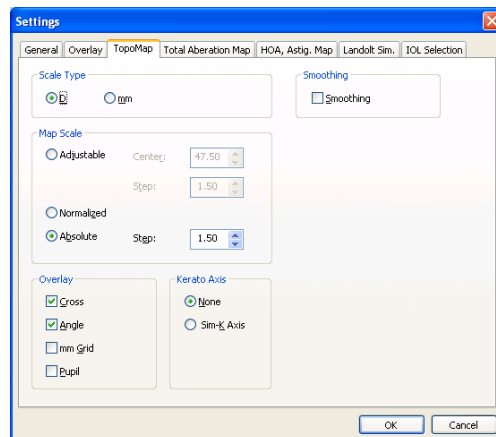 Settings
General Overlay TopoMap Total Aberation Map HOA, Astig. Map Landolt Sim. IOL Selection
Scale Type
D mm
Smoothing
Smoothing
Map Scale
Adjustable Center: 47.50
Step: 1.50
Normalized
Absolute Step: 1.50
Overlay
Cross
Angle
mm Grid
Pupil
Kerato Axis
None
Sim-K Axis
OK Cancel